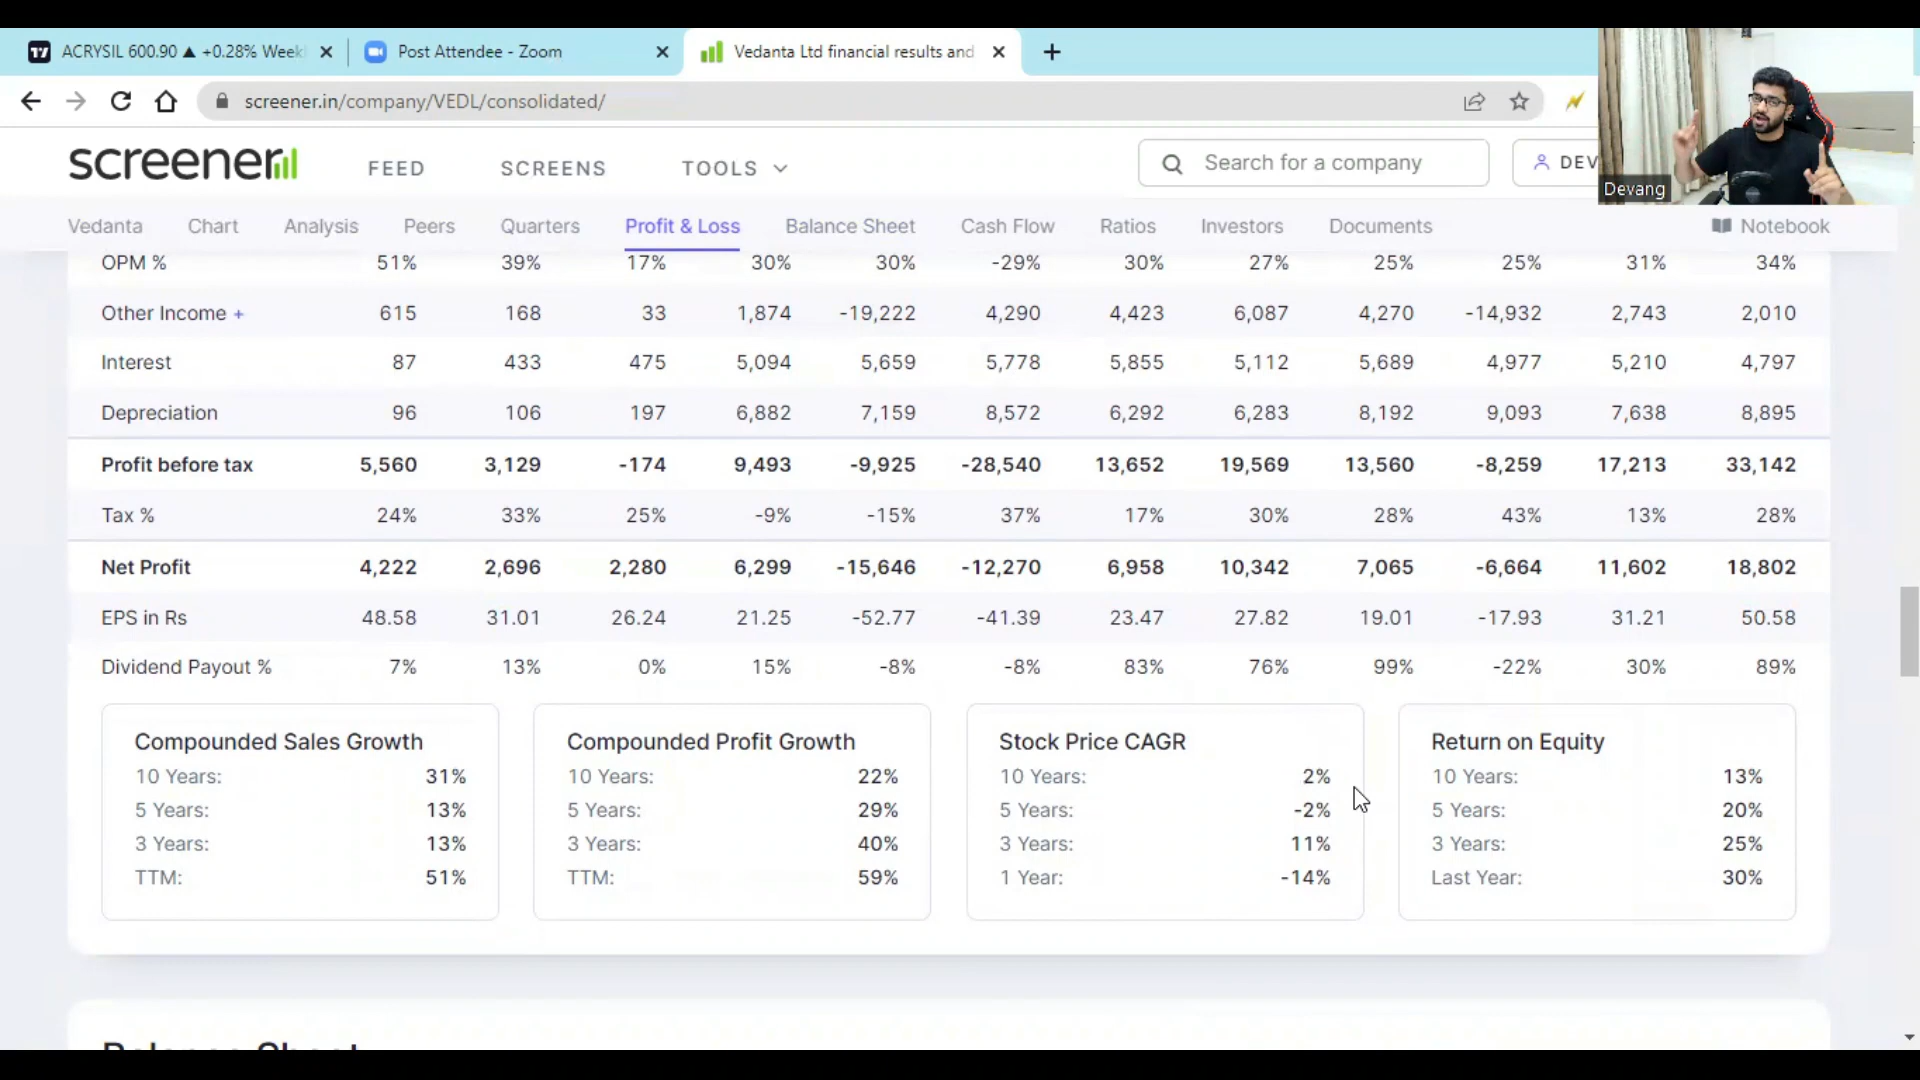 ACRYSIL 600.90 ▲ +0.28% Week
Post Attendee - Zoom
Vedanta Ltd financial results and
screener.in/company/VEDL/consolidated/
screener
FEED
SCREENS
TOOLS
Search for a company
DEV
Devang
Vedanta
Chart
Analysis
Peers
Quarters
Profit & Loss
Balance Sheet
Cash Flow
Ratios
Investors
Documents
Notebook
OPM % 51% 39% 17% 30% 30% -29% 30% 27% 25% 25% 31% 34%
Other Income + 615 168 33 1,874 -19,222 4,290 4,423 6,087 4,270 -14,932 2,743 2,010
Interest 87 433 475 5,094 5,659 5,778 5,855 5,112 5,689 4,977 5,210 4,797
Depreciation 96 106 197 6,882 7,159 8,572 6,292 6,283 8,192 9,093 7,638 8,895
Profit before tax 5,560 3,129 -174 9,493 -9,925 -28,540 13,652 19,569 13,560 -8,259 17,213 33,142
Tax % 24% 33% 25% -9% -15% 37% 17% 30% 28% 43% 13% 28%
Net Profit 4,222 2,696 2,280 6,299 -15,646 -12,270 6,958 10,342 7,065 -6,664 11,602 18,802
EPS in Rs 48.58 31.01 26.24 21.25 -52.77 -41.39 23.47 27.82 19.01 -17.93 31.21 50.58
Dividend Payout % 7% 13% 0% 15% -8% -8% 83% 76% 99% -22% 30% 89%
Compounded Sales Growth
10 Years: 31%
5 Years: 13%
3 Years: 13%
TTM: 51%
Compounded Profit Growth
10 Years: 22%
5 Years: 29%
3 Years: 40%
TTM: 59%
Stock Price CAGR
10 Years: 2%
5 Years: -2%
3 Years: 11%
1 Year: -14%
Return on Equity
10 Years: 13%
5 Years: 20%
3 Years: 25%
Last Year: 30%